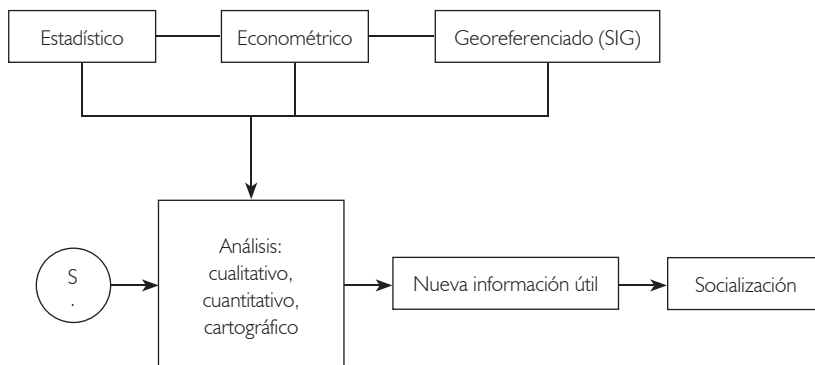 Estadístico
Econométrico
Georeferenciado (SIG)
S
.
Análisis:
cualitativo,
cuantitativo,
cartográfico
Nueva información útil
Socialización